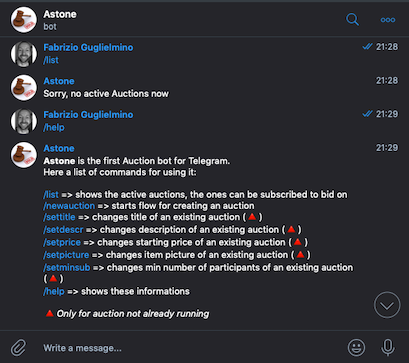 Astone
bot
Fabrizio Guglielmino 21:28
/list
Astone 21:28
Sorry, no active Auctions now
Fabrizio Guglielmino 21:29
/help
Astone 21:29
Astone is the first Auction bot for Telegram.
Here a list of commands for using it:
/list => shows the active auctions, the ones can be subscribed to bid on
/newauction => starts flow for creating an auction
/settitle => changes title of an existing auction (🔺)
/setdescr => changes description of an existing auction (🔺)
/setprice => changes starting price of an existing auction (🔺)
/setpicture => changes item picture of an existing auction (🔺)
/setminsub => changes min number of participants of an existing auction
(🔺)
/help => shows these informations
🔺Only for auction not already running
Write a message...